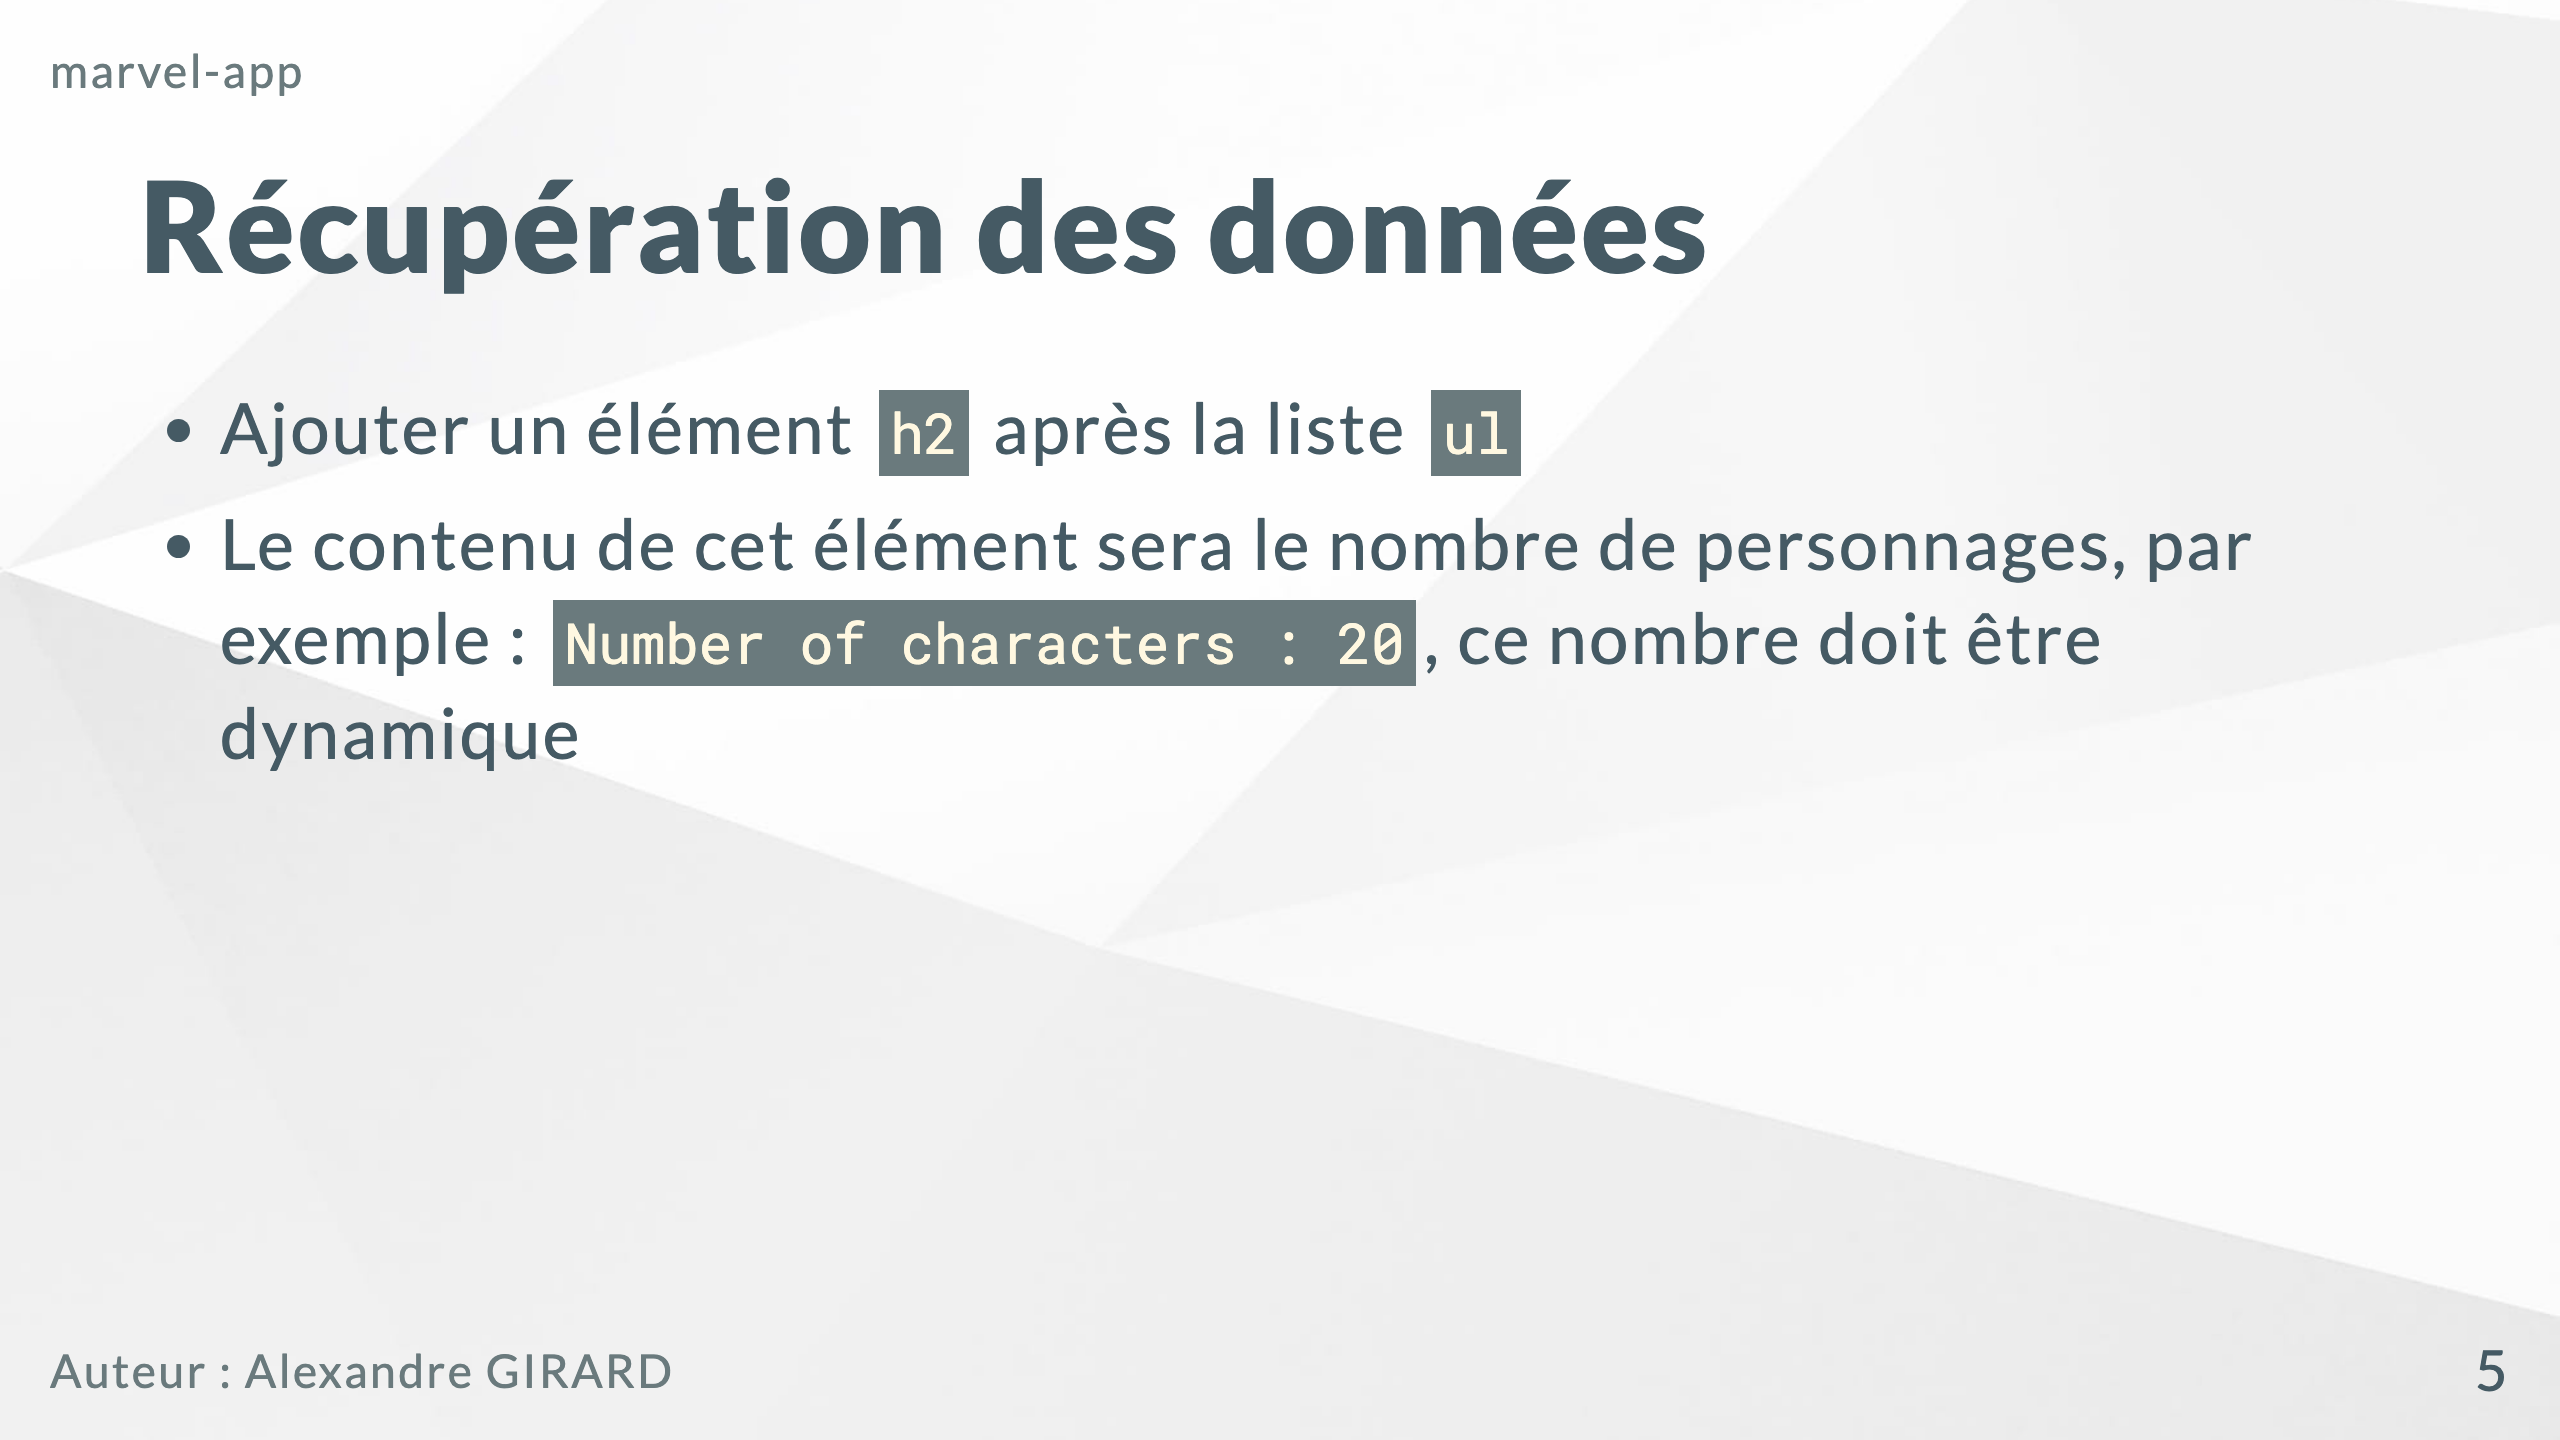 marvel-app
Récupération des données
• Ajouter un élément h2 après la liste ul
• Le contenu de cet élément sera le nombre de personnages, par
exemple : Number of characters : 20, ce nombre doit être
dynamique
Auteur : Alexandre GIRARD
5